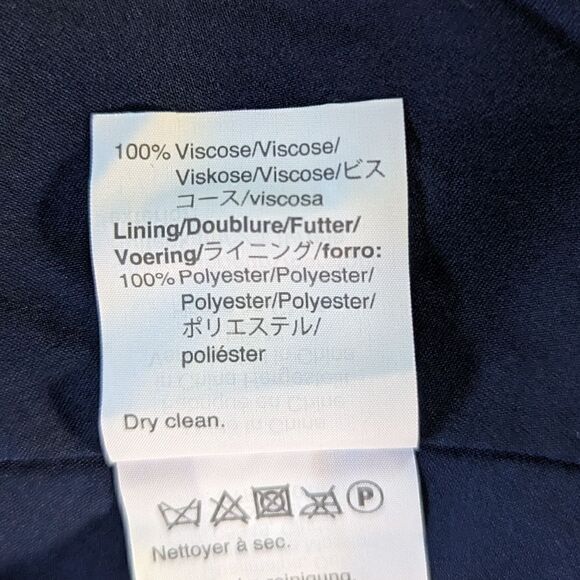 100% Viscose/Viscose/
Viskose/Viscose/ビス
コース/viscosa
Lining/Doublure/Futter/
Voering/ライニング/forro:
100% Polyester/Polyester/
Polyester/Polyester/
ポリエステル/
poliéster
Dry clean.
P
Nettoyer à sec.
reinigung